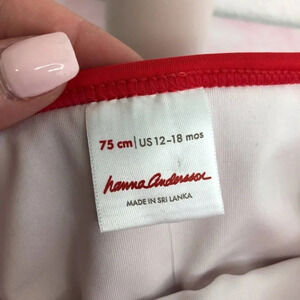 75 cm | US 12-18 mos
hanna andersson
MADE IN SRI LANKA